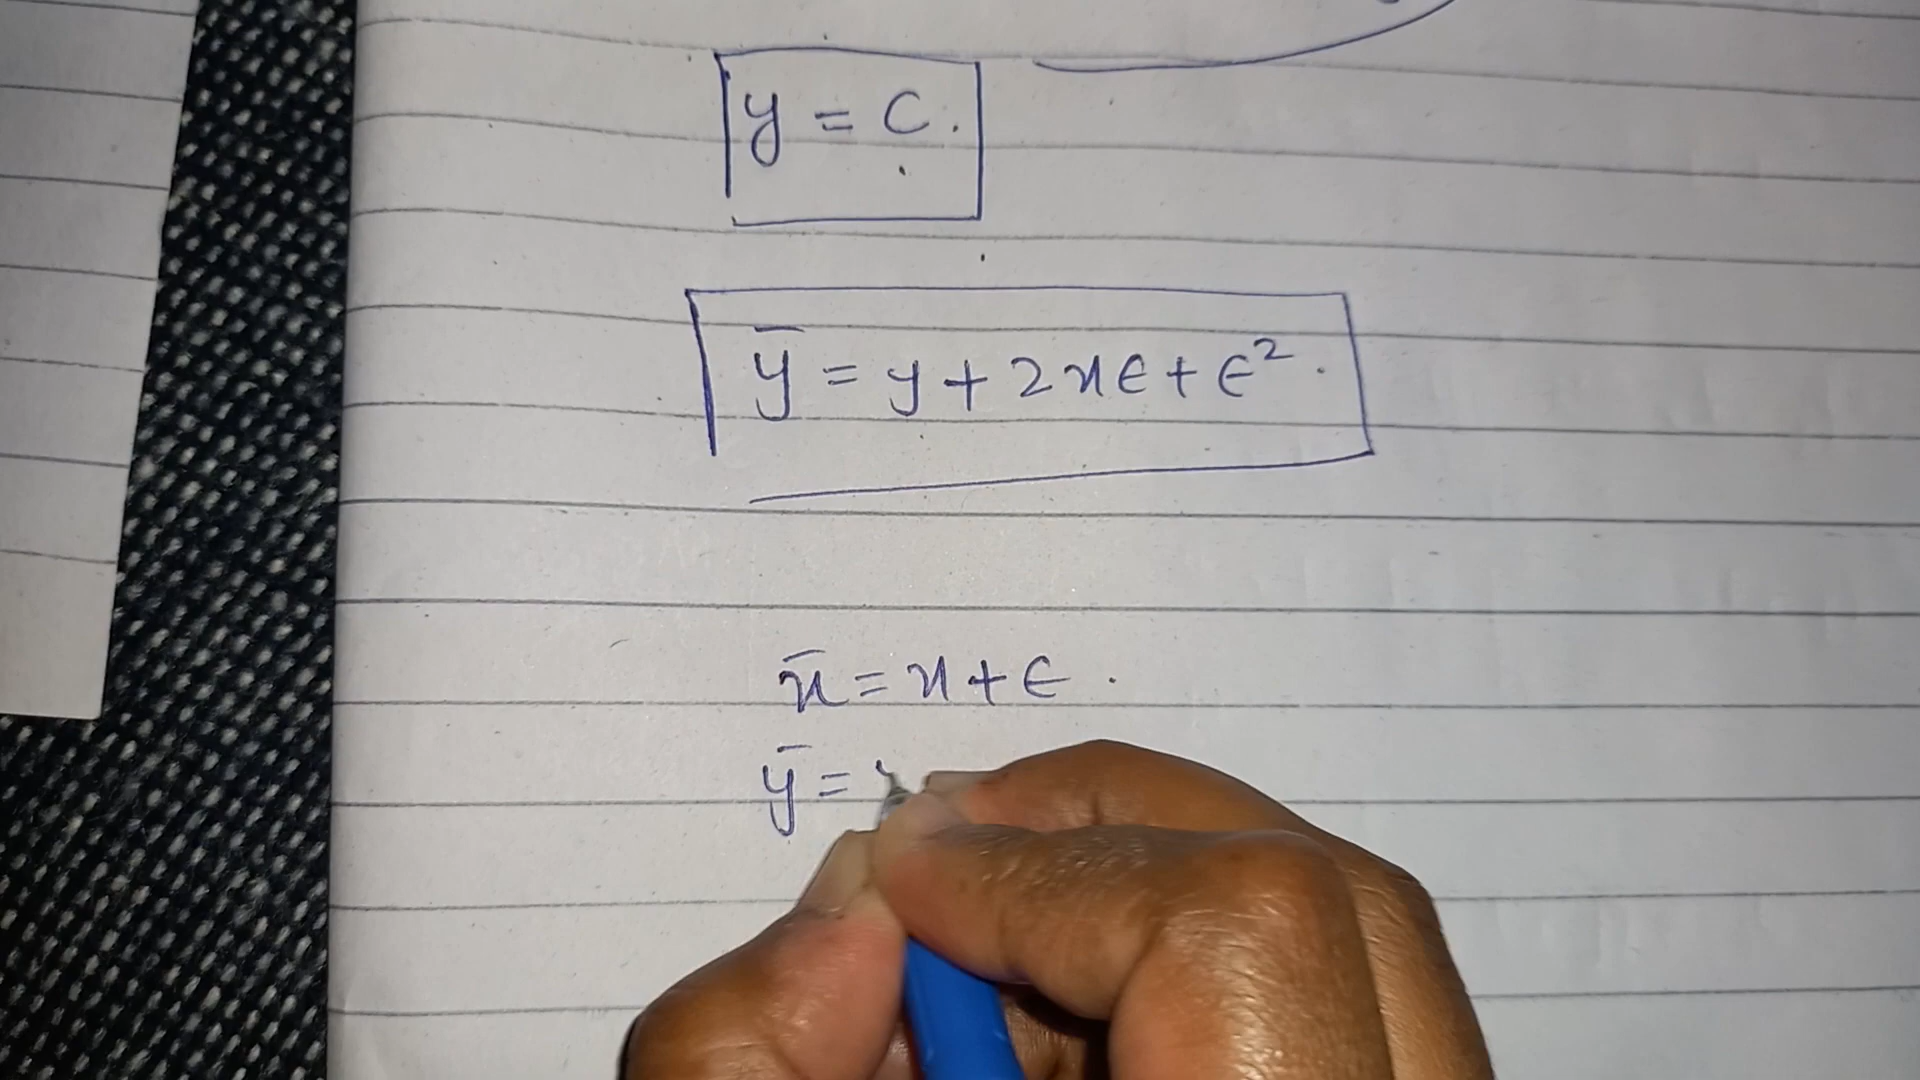 y = c.
ȳ = y + 2xϵ + ϵ².
x̄ = x + ϵ.
ȳ =